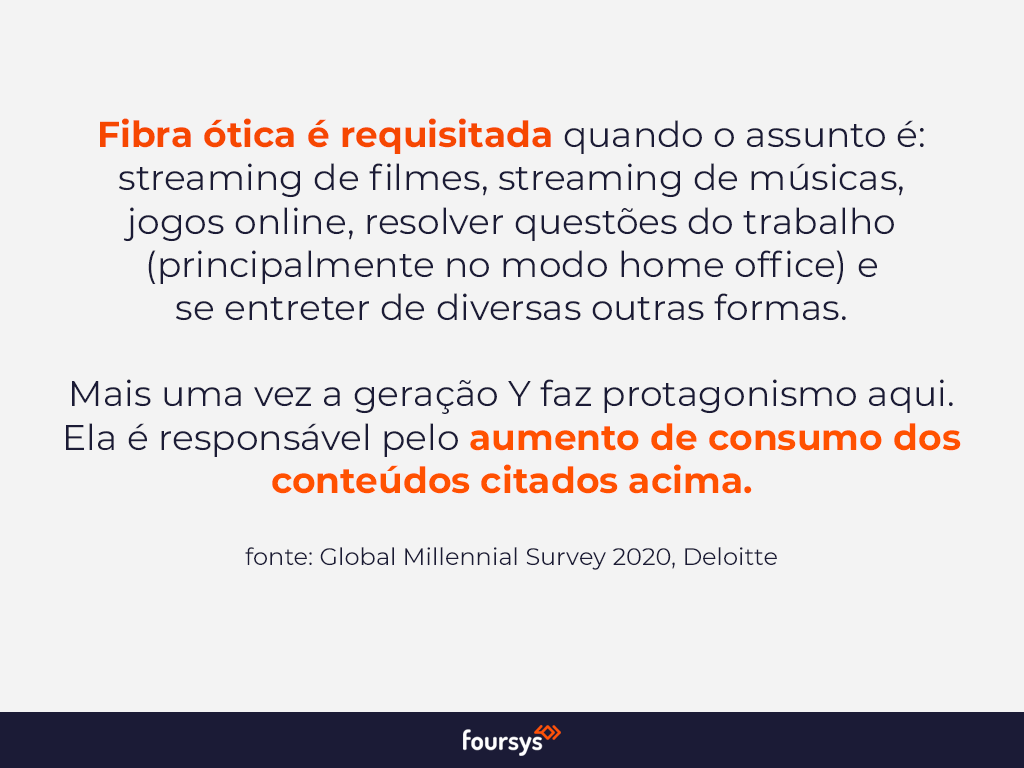 Fibra ótica é requisitada quando o assunto é:
streaming de filmes, streaming de músicas,
jogos online, resolver questões do trabalho
(principalmente no modo home office) e
se entreter de diversas outras formas.
Mais uma vez a geração Y faz protagonismo aqui.
Ela é responsável pelo aumento de consumo dos
conteúdos citados acima.
fonte: Global Millennial Survey 2020, Deloitte
foursys